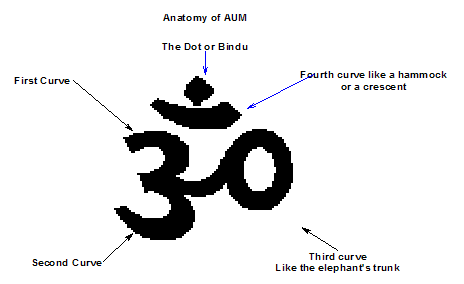 Anatomy of AUM
The Dot or Bindu
First Curve
Fourth curve like a hammock
or a crescent
ॐ
Second Curve
Third curve
Like the elephant's trunk